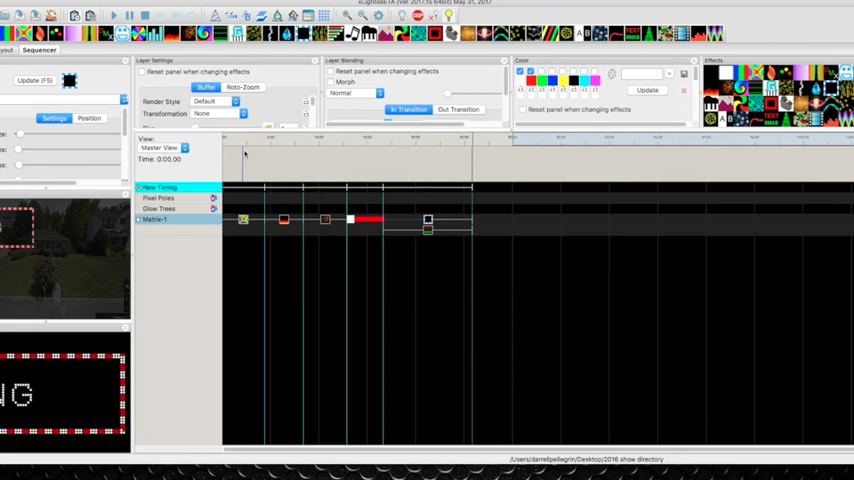 xLights BETA (Ver 2017.15 64bit) May 31, 2017
Sequencer
Update (F5)
Settings
Position
Layer Settings
Reset panel when changing effects
Buffer
Roto-Zoom
Render Style
Default
Transformation
None
Layer Blending
Reset panel when changing effects
Morph
Normal
In Transition
Out Transition
Color
Update
Reset panel when changing effects
Effects
View:
Master View
Time: 0:00.00
New Timing
Pixel Poles
Glow Trees
Matrix-1
NG
/Users/darrellpellegrin/Desktop/2016 show directory